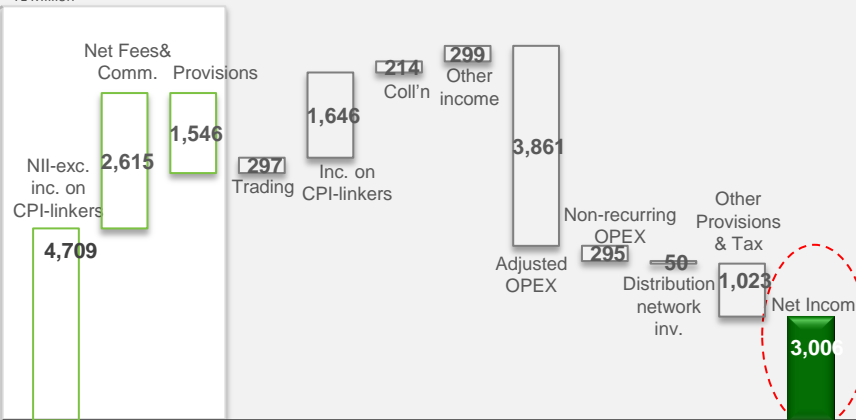 Net Fees&
Comm.
Provisions
2,615
1,546
NII-exc.
inc. on
CPI-linkers
4,709
297
Trading
1,646
Inc. on
CPI-linkers
214
Coll'n
299
Other
income
3,861
Adjusted
OPEX
Non-recurring
OPEX
295
50
Distribution
network
inv.
Other
Provisions
& Tax
1,023
Net Incom
3,006